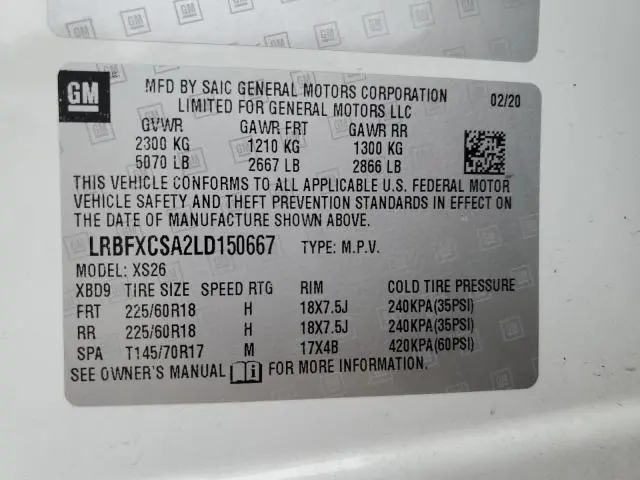 GM
MFD BY SAIC GENERAL MOTORS CORPORATION
LIMITED FOR GENERAL MOTORS LLC
02/20
GVWR GAWR FRT GAWR RR
2300 KG 1210 KG 1300 KG
5070 LB 2667 LB 2866 LB
THIS VEHICLE CONFORMS TO ALL APPLICABLE U.S. FEDERAL MOTOR
VEHICLE SAFETY AND THEFT PREVENTION STANDARDS IN EFFECT ON
THE DATE OF MANUFACTURE SHOWN ABOVE.
LRBFXCSA2LD150667 TYPE: M.P.V.
MODEL: XS26
XBD9 TIRE SIZE SPEED RTG RIM COLD TIRE PRESSURE
FRT 225/60R18 H 18X7.5J 240KPA(35PSI)
RR 225/60R18 H 18X7.5J 240KPA(35PSI)
SPA T145/70R17 M 17X4B 420KPA(60PSI)
SEE OWNER'S MANUAL FOR MORE INFORMATION.